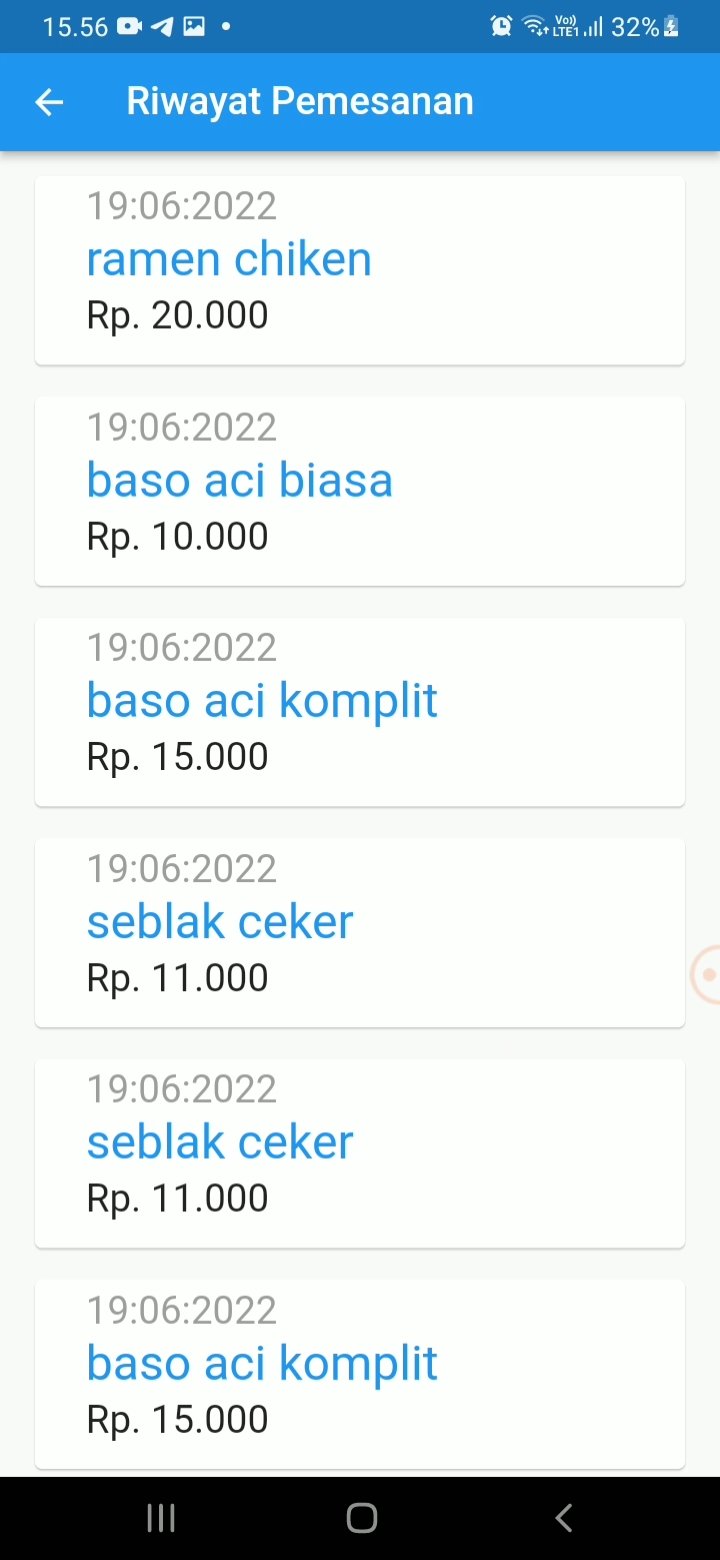 15.56
Vo))
LTE1
32%
Riwayat Pemesanan
19:06:2022
ramen chiken
Rp. 20.000
19:06:2022
baso aci biasa
Rp. 10.000
19:06:2022
baso aci komplit
Rp. 15.000
19:06:2022
seblak ceker
Rp. 11.000
19:06:2022
seblak ceker
Rp. 11.000
19:06:2022
baso aci komplit
Rp. 15.000